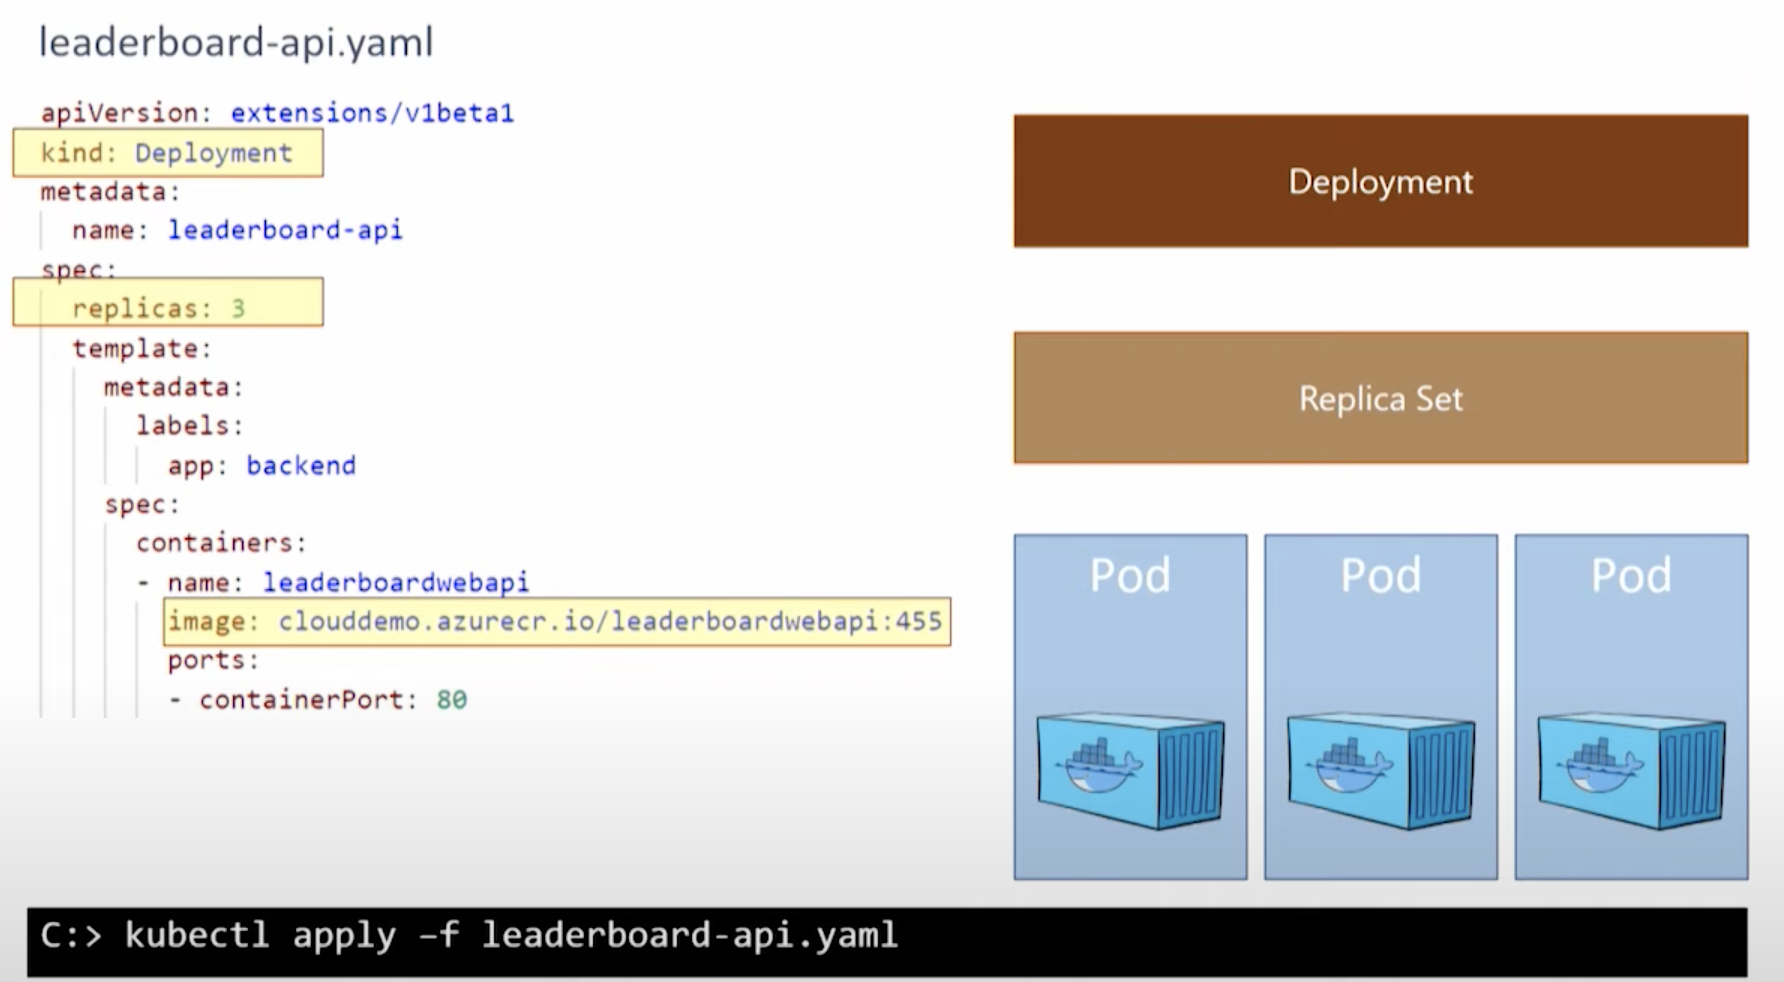 leaderboard-api.yaml
apiVersion: extensions/v1beta1
kind: Deployment
metadata:
name: leaderboard-api
spec:
replicas: 3
template:
metadata:
labels:
app: backend
spec:
containers:
- name: leaderboardwebapi
image: clouddemo.azurecr.io/leaderboardwebapi:455
ports:
- containerPort: 80
Deployment
Replica Set
Pod
Pod
Pod
C:> kubectl apply –f leaderboard-api.yaml